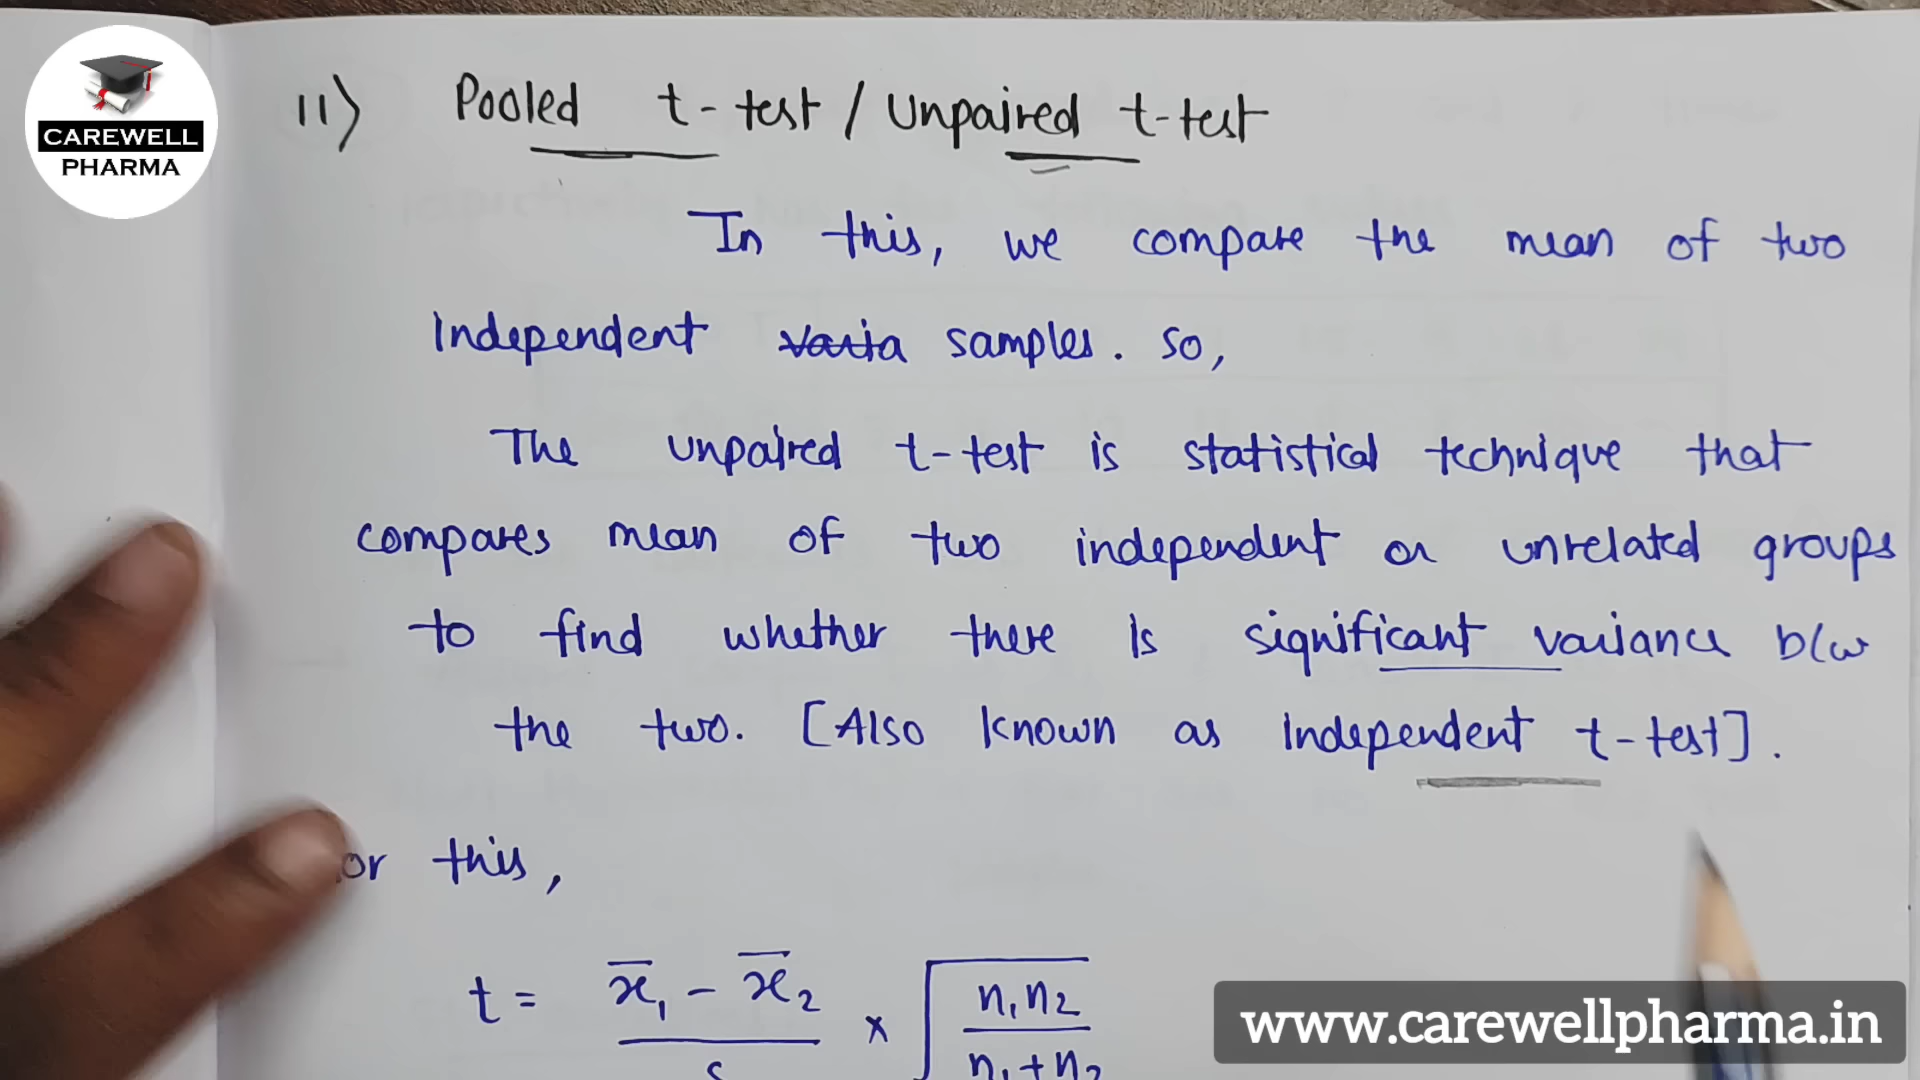 CAREWELL
PHARMA
11) Pooled t-test / Unpaired t-test
In this, we compare the mean of two
Independent varia samples. So,
The unpaired t-test is statistical technique that
compares mean of two independent or unrelated groups
to find whether there is significant variance b/w
the two. [Also known as Independent t-test].
or this,
t = x̄₁ - x̄₂ / s × √ n₁n₂ / n₁+n₂
www.carewellpharma.in